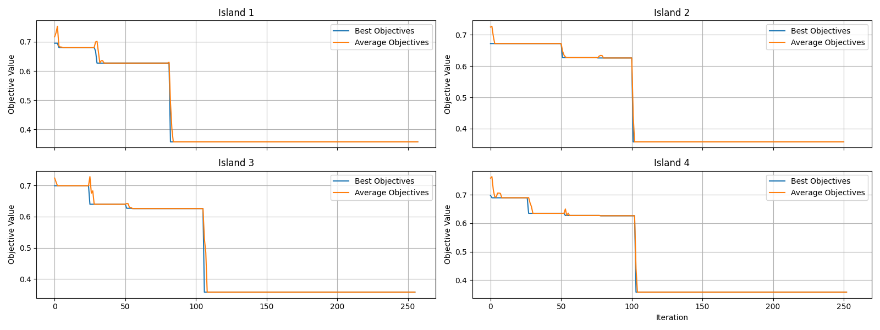 Island 1
Objective Value
0.7
0.6
0.5
0.4
Best Objectives
Average Objectives
Island 2
Objective Value
0.7
0.6
0.5
0.4
Best Objectives
Average Objectives
Island 3
Objective Value
0.7
0.6
0.5
0.4
0 50 100 150 200 250
Best Objectives
Average Objectives
Island 4
Objective Value
0.7
0.6
0.5
0.4
0 50 100 150 200 250
Iteration
Best Objectives
Average Objectives